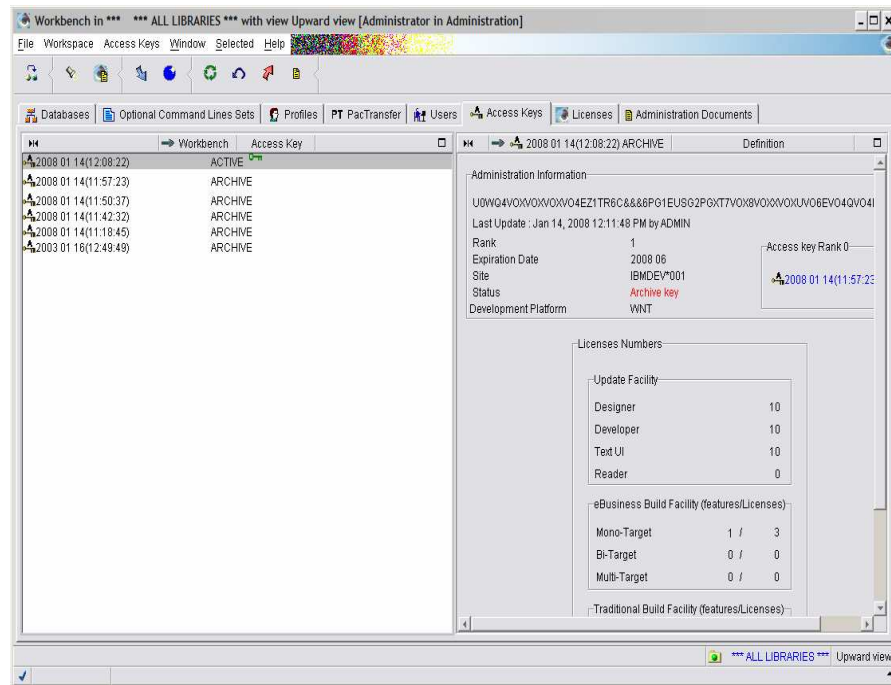 Workbench in *** *** ALL LIBRARIES *** with view Upward view [Administrator in Administration]
File Workspace Access Keys Window Selected Help
Databases Optional Command Lines Sets Profiles PT PacTransfer Users Access Keys Licenses Administration Documents
Workbench Access Key
2008 01 14(12:08:22) ACTIVE
2008 01 14(11:57:23) ARCHIVE
2008 01 14(11:50:37) ARCHIVE
2008 01 14(11:42:32) ARCHIVE
2008 01 14(11:18:45) ARCHIVE
2003 01 16(12:49:49) ARCHIVE
2008 01 14(12:08:22) ARCHIVE Definition
Administration Information
Last Update : Jan 14, 2008 12:11:48 PM by ADMIN
Rank 1
Expiration Date 2008 06
Site IBMDEV*001
Status Archive key
Development Platform WNT
Access key Rank 0
2008 01 14(11:57:23
Licenses Numbers
Update Facility
Designer 10
Developer 10
Text UI 10
Reader 0
eBusiness Build Facility (features/Licenses)
Mono-Target 1 / 3
Bi-Target 0 / 0
Multi-Target 0 / 0
Traditional Build Facility (features/Licenses)
*** ALL LIBRARIES *** Upward view